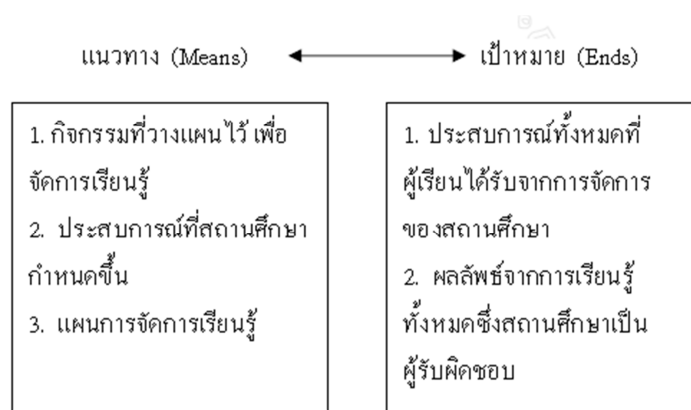 แนวทาง (Means)
เป้าหมาย (Ends)
1. กิจกรรมที่วางแผนไว้ เพื่อ
จัดการเรียนรู้
2. ประสบการณ์ที่สถานศึกษา
กำหนดขึ้น
3. แผนการจัดการเรียนรู้
1. ประสบการณ์ทั้งหมดที่
ผู้เรียนได้รับจากการจัดการ
ของสถานศึกษา
2. ผลลัพธ์จากการเรียนรู้
ทั้งหมดซึ่งสถานศึกษาเป็น
ผู้รับผิดชอบ